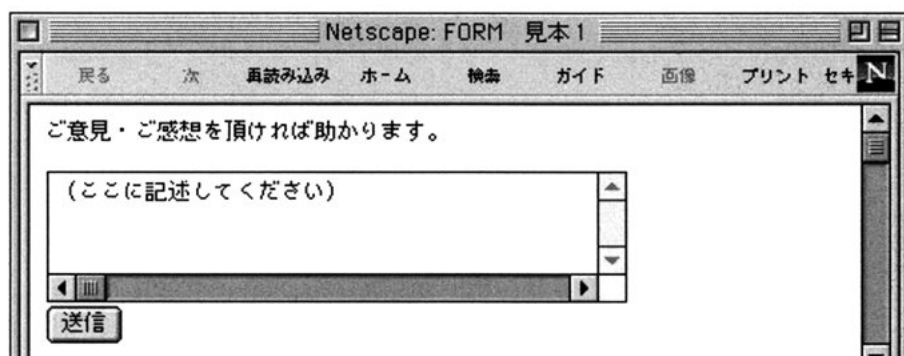 Netscape: FORM 見本1
戻る 次 再読み込み ホーム 検索 ガイド 画像 プリント セキ N
ご意見・ご感想を頂ければ助かります。
(ここに記述してください)
送信